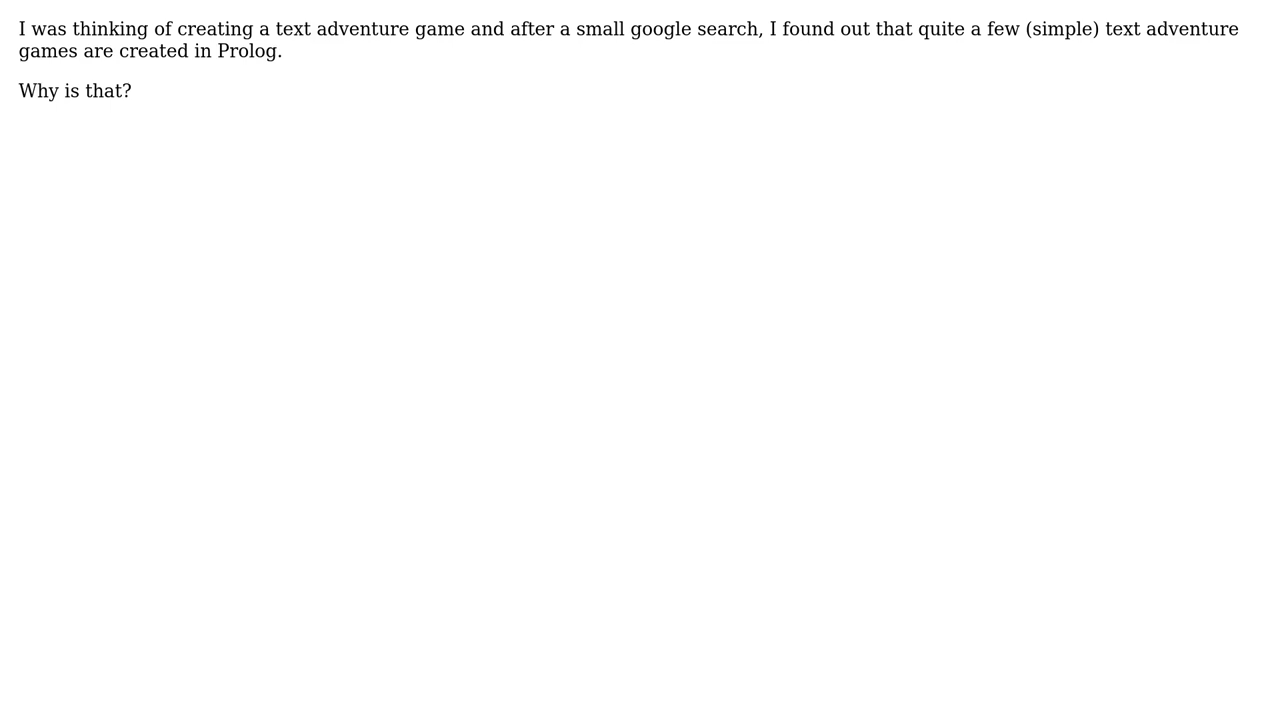 I was thinking of creating a text adventure game and after a small google search, I found out that quite a few (simple) text adventure
games are created in Prolog.
Why is that?